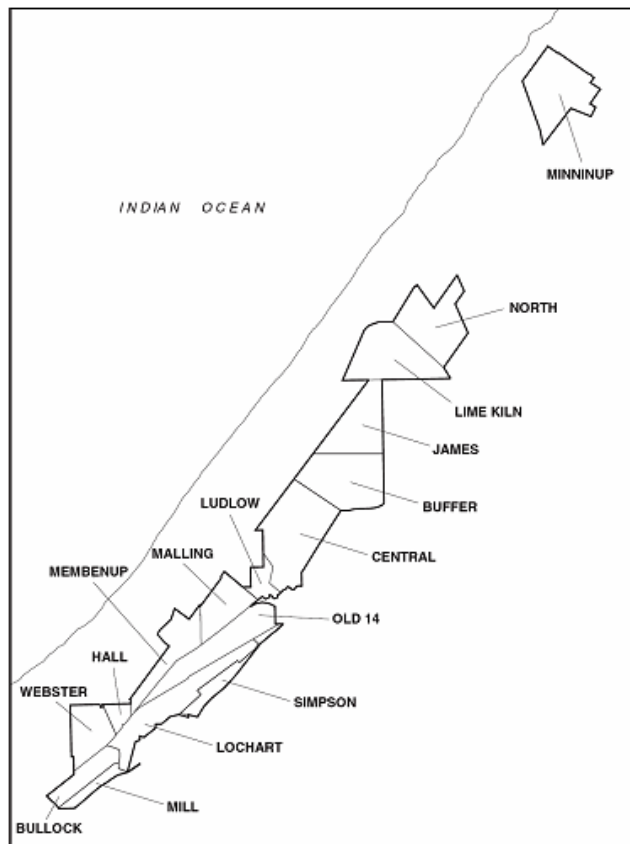 MINNINUP
INDIAN OCEAN
NORTH
LIME KILN
JAMES
LUDLOW
BUFFER
MALLING
CENTRAL
MEMBENUP
OLD 14
HALL
WEBSTER
SIMPSON
LOCHART
MILL
BULLOCK